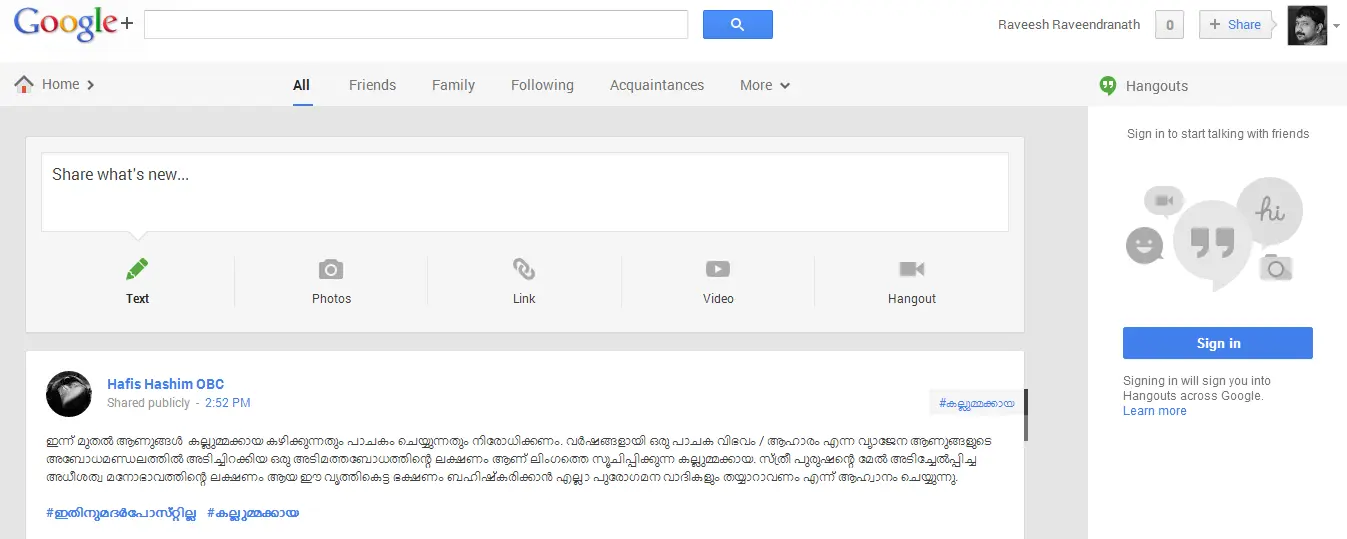 Google+
Raveesh Raveendranath
0
+ Share
Home
All
Friends
Family
Following
Acquaintances
More
Hangouts
Sign in to start talking with friends
hi
Share what's new...
Text
Photos
Link
Video
Hangout
Sign in
Signing in will sign you into
Hangouts across Google.
Learn more
Hafis Hashim OBC
Shared publicly - 2:52 PM
#കല്ലുമ്മക്കായ
ഇന്ന് മുതൽ ആണുങ്ങൾ കല്ലുമ്മക്കായ കഴിക്കുന്നതും പാചകം ചെയ്യുന്നതും നിരോധിക്കണം. വർഷങ്ങളായി ഒരു പാചക വിഭവം / ആഹാരം എന്ന വ്യാജേന ആണുങ്ങളുടെ
അബോധമണ്ഡലത്തിൽ അടിച്ചിറക്കിയ ഒരു അടിമത്തബോധത്തിന്റെ ലക്ഷണം ആണ് ലിംഗത്തെ സൂചിപ്പിക്കുന്ന കല്ലുമ്മക്കായ. സ്ത്രീ പുരുഷന്റെ മേൽ അടിച്ചേൽപ്പിച്ച
അധീശത്വ മനോഭാവത്തിന്റെ ലക്ഷണം ആയ ഈ വൃത്തികെട്ട ഭക്ഷണം ബഹിഷ്കരിക്കാൻ എല്ലാ പുരോഗമന വാദികളും തയ്യാറാവണം എന്ന് ആഹ്വാനം ചെയ്യുന്നു.
#ഇതിനുമദർപോസ്റ്റില്ല #കല്ലുമ്മക്കായ